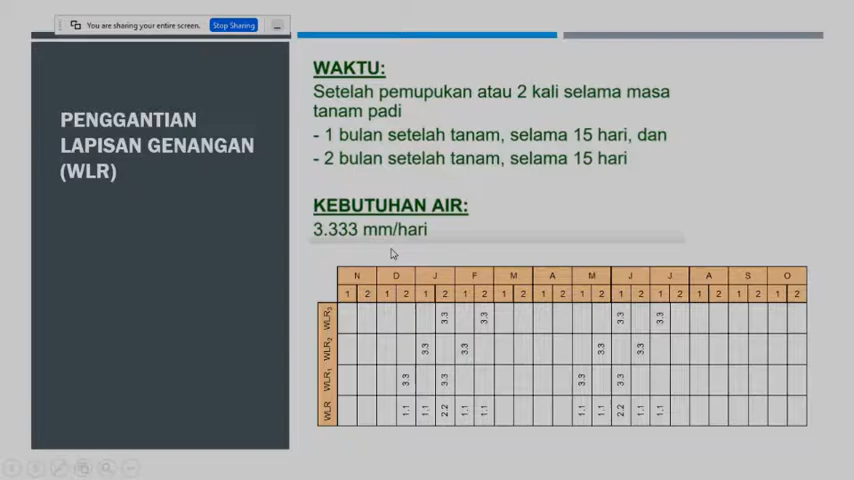 You are sharing your entire screen.
Stop Sharing
PENGGANTIAN
LAPISAN GENANGAN
(WLR)
WAKTU:
Setelah pemupukan atau 2 kali selama masa
tanam padi
- 1 bulan setelah tanam, selama 15 hari, dan
- 2 bulan setelah tanam, selama 15 hari
KEBUTUHAN AIR:
3.333 mm/hari
N D J F M A M J J A S O
1 2 1 2 1 2 1 2 1 2 1 2 1 2 1 2 1 2 1 2 1 2 1 2
WLR3 3.3 3.3 3.3 3.3
WLR2 3.3 3.3 3.3 3.3
WLR1 3.3 3.3 3.3 3.3
WLR 1.1 1.1 2.2 1.1 1.1 1.1 1.1 2.2 1.1 1.1